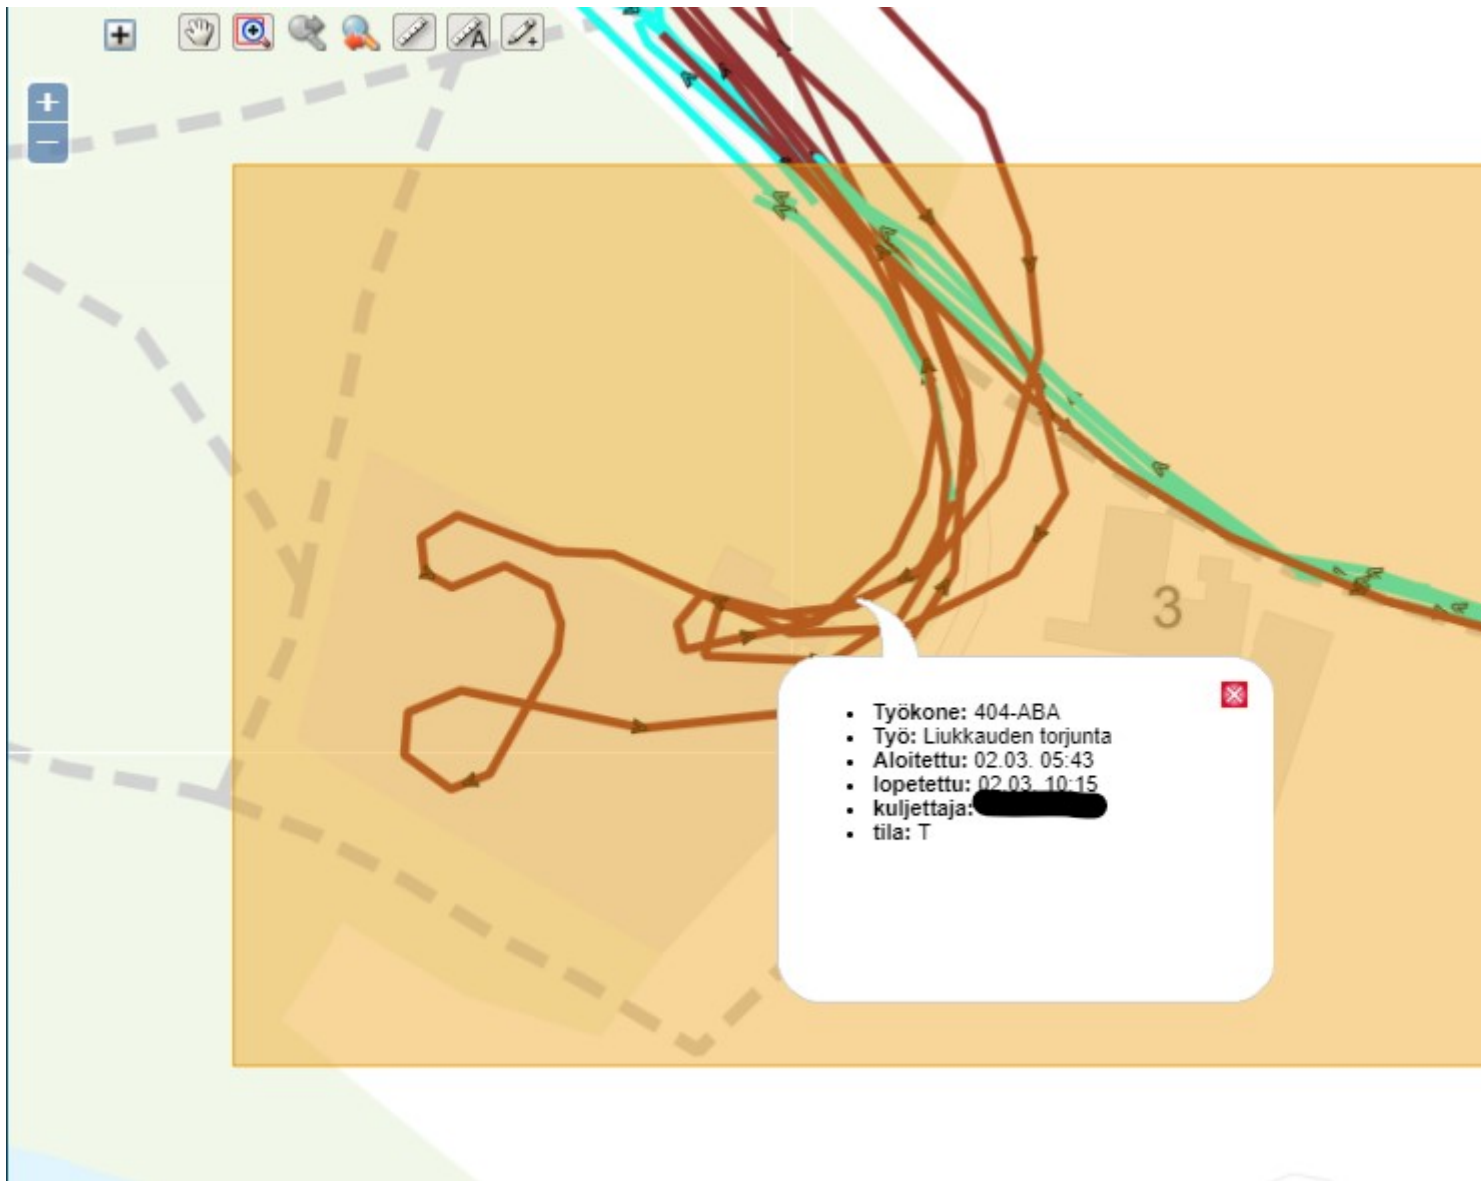 +
−
A
3
Työkone: 404-ABA
Työ: Liukkauden torjunta
Aloitettu: 02.03. 05:43
lopetettu: 02.03. 10:15
kuljettaja:
tila: T